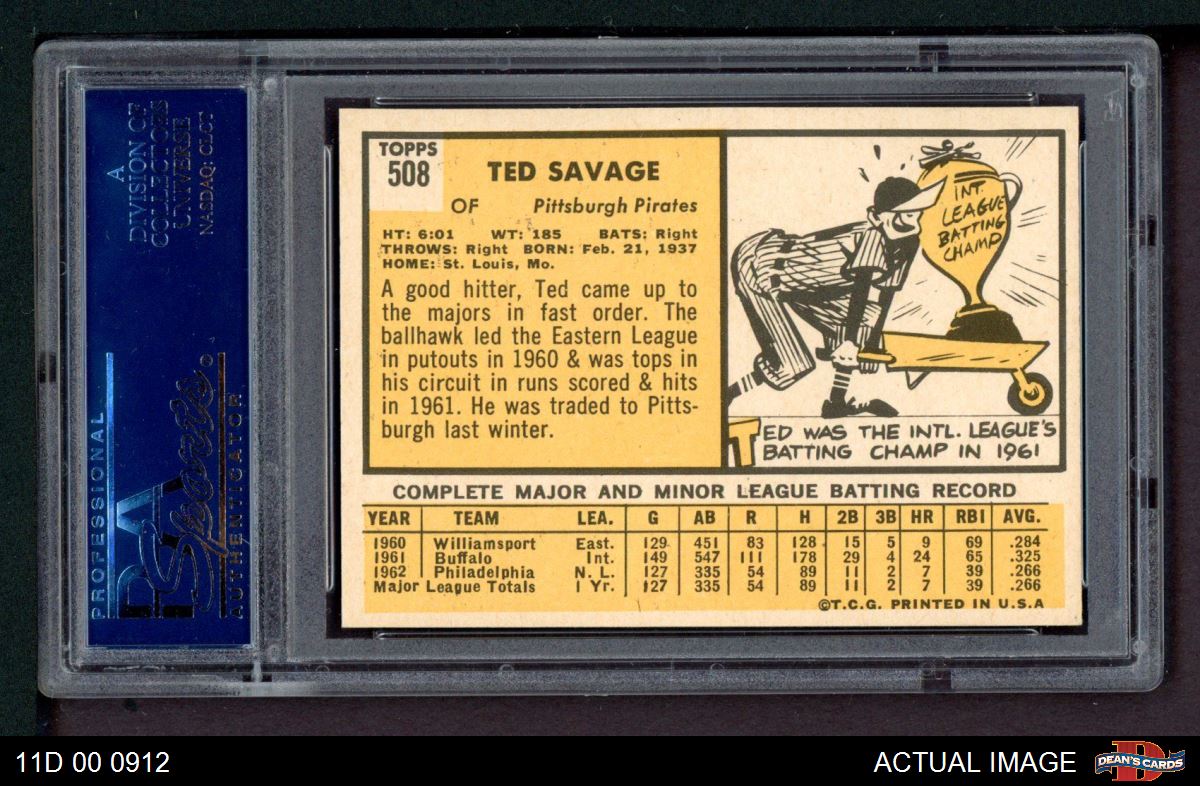 A
DIVISION OF
COLLECTORS
UNIVERSE
NASDAQ: CLCT
PROFESSIONAL
PSA
Sports
AUTHENTICATOR
TOPPS
508
TED SAVAGE
OF Pittsburgh Pirates
HT: 6:01 WT: 185 BATS: Right
THROWS: Right BORN: Feb. 21, 1937
HOME: St. Louis, Mo.
A good hitter, Ted came up to
the majors in fast order. The
ballhawk led the Eastern League
in putouts in 1960 & was tops in
his circuit in runs scored & hits
in 1961. He was traded to Pitts-
burgh last winter.
INT.
LEAGUE
BATTING
CHAMP
TED WAS THE INTL. LEAGUE'S
BATTING CHAMP IN 1961
COMPLETE MAJOR AND MINOR LEAGUE BATTING RECORD
YEAR TEAM LEA. G AB R H 2B 3B HR RBI AVG.
1960 Williamsport East. 129 451 83 128 15 5 9 69 .284
1961 Buffalo Int. 149 547 111 178 29 4 24 65 .325
1962 Philadelphia N. L. 127 335 54 89 11 2 7 39 .266
Major League Totals 1 Yr. 127 335 54 89 11 2 7 39 .266
©T.C.G. PRINTED IN U.S.A
11D 00 0912
ACTUAL IMAGE
D
DEAN'S CARDS